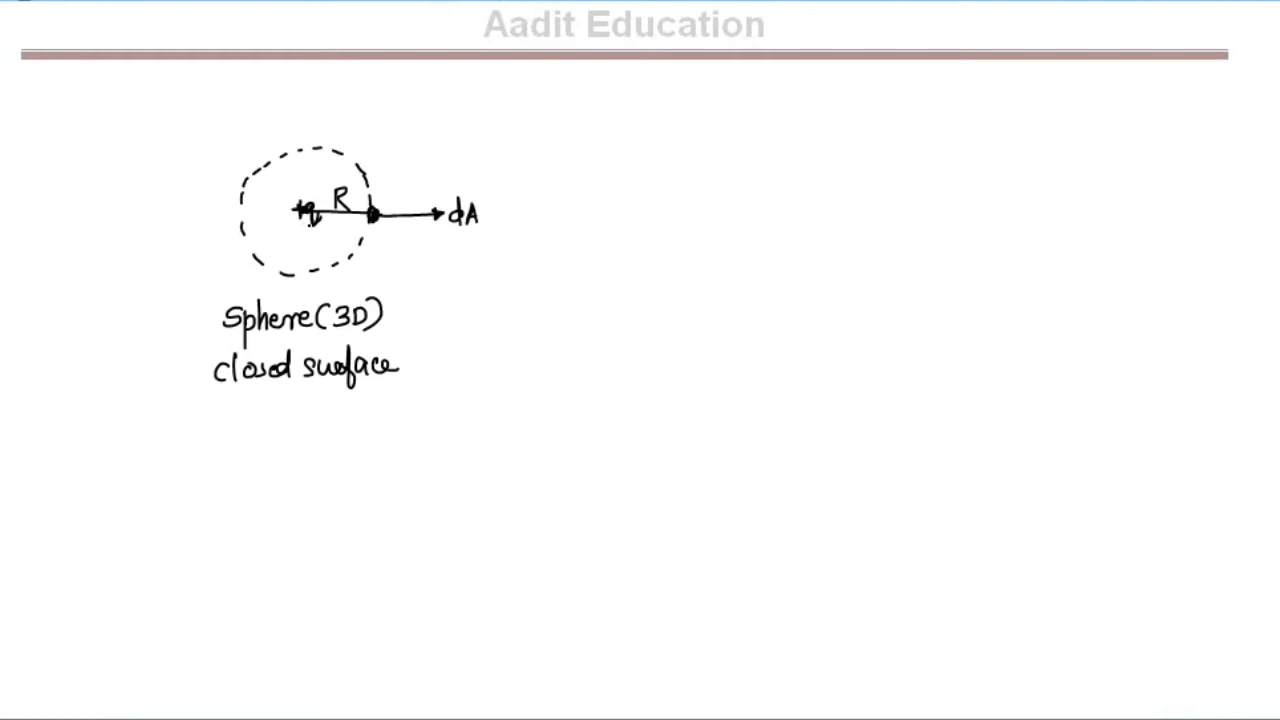 Aadit Education
R
+q
dA
Sphere (3D)
closed surface